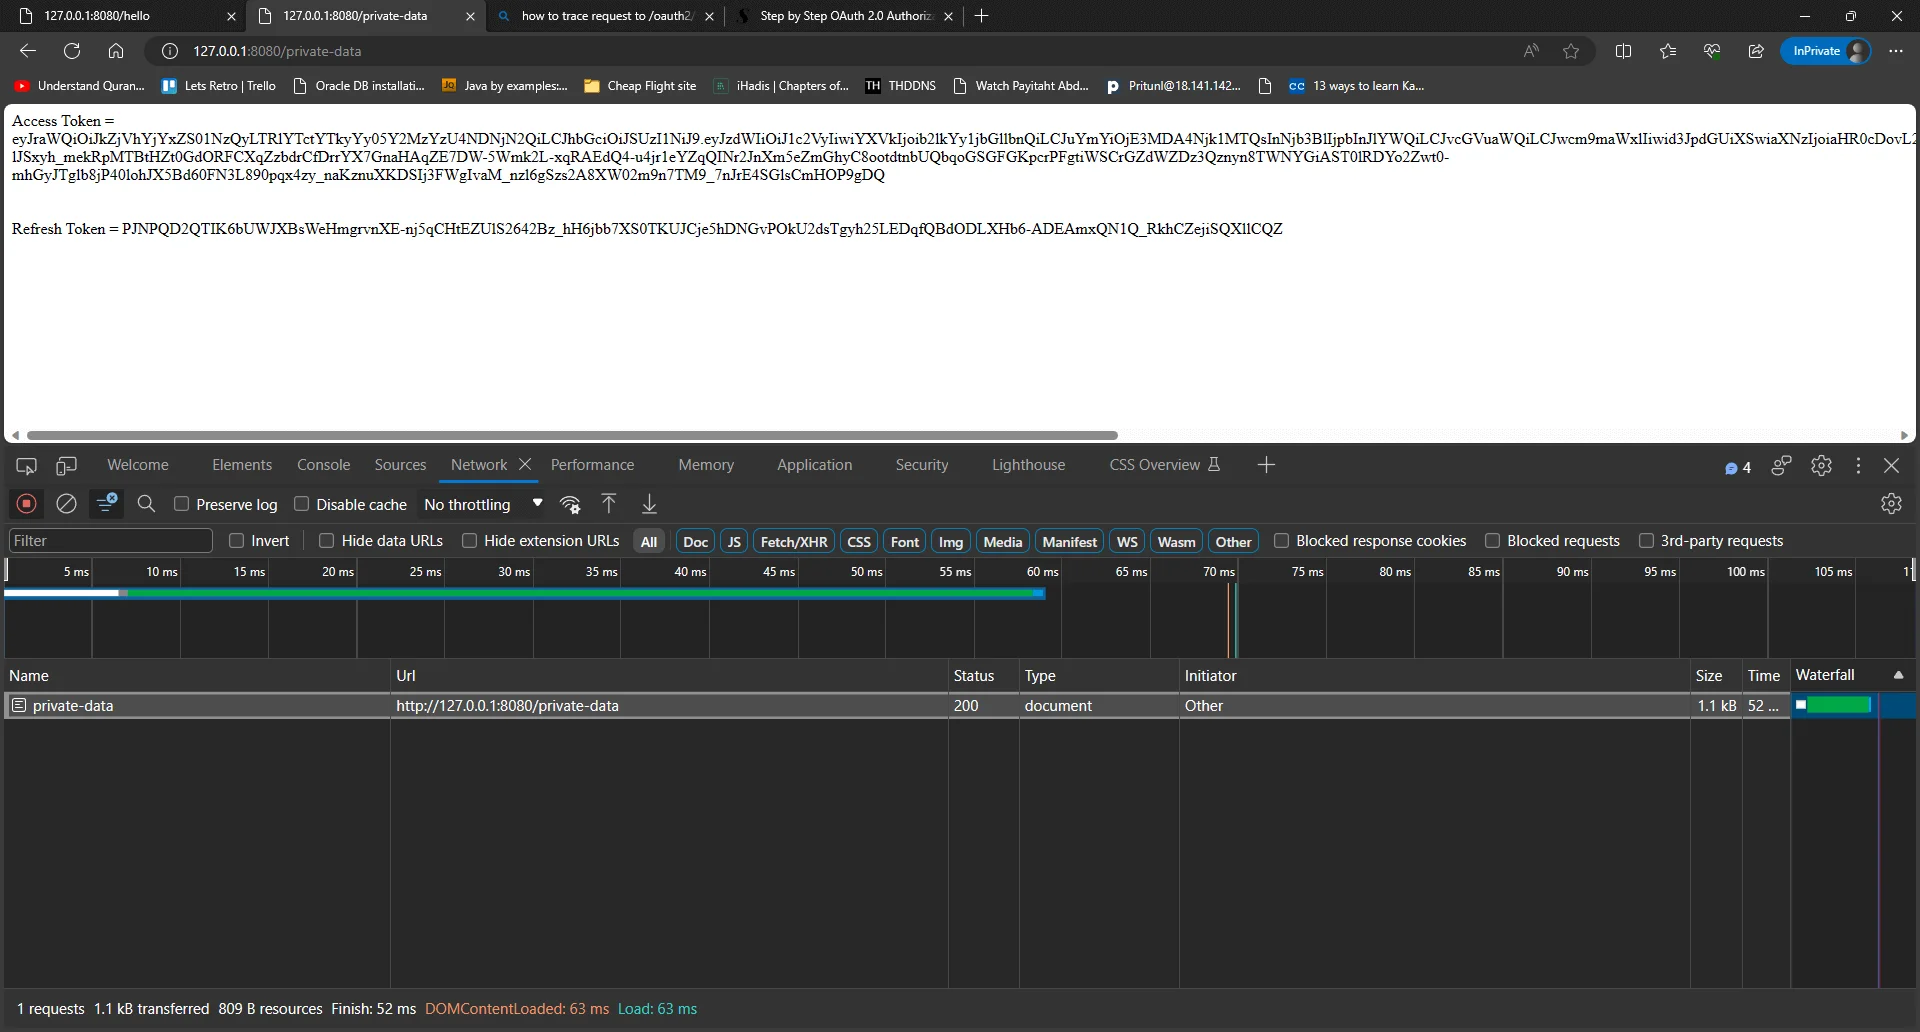 127.0.0.1:8080/hello
127.0.0.1:8080/private-data
how to trace request to /oauth2/
Step by Step OAuth 2.0 Authoriz
127.0.0.1:8080/private-data
InPrivate
Understand Quran...
Lets Retro | Trello
Oracle DB installati...
Java by examples:...
Cheap Flight site
iHadis | Chapters of...
TH THDDNS
Watch Payitaht Abd...
Pritunl@18.141.142...
CC 13 ways to learn Ka...
Access Token =
eyJraWQiOiJkZjVhYjYxZS01NzQyLTRlYTctYTkyYy05Y2MzYzU4NDNjN2QiLCJhbGciOiJSUzI1NiJ9.eyJzdWIiOiJ1c2VyIiwiYXVkIjoib2lkYy1jbGllbnQiLCJuYmYiOjE3MDA4Njk1MTQsInNjb3BlIjpbInJlYWQiLCJvcGVuaWQiLCJwcm9maWxlIiwid3JpdGUiXSwiaXNzIjoiaHR0cDovL2
lJSxyh_mekRpMTBtHZt0GdORFCXqZzbdrCfDrrYX7GnaHAqZE7DW-5Wmk2L-xqRAEdQ4-u4jr1eYZqQINr2JnXm5eZmGhyC8ootdtnbUQbqoGSGFGKpcrPFgtiWSCrGZdWZDz3Qznyn8TWNYGiAST0lRDYo2Zwt0-
mhGyJTglb8jP40lohJX5Bd60FN3L890pqx4zy_naKznuXKDSIj3FWgIvaM_nzl6gSzs2A8XW02m9n7TM9_7nJrE4SGlsCmHOP9gDQ
Refresh Token = PJNPQD2QTIK6bUWJXBsWeHmgrvnXE-nj5qCHtEZUlS2642Bz_hH6jbb7XS0TKUJCje5hDNGvPOkU2dsTgyh25LEDqfQBdODLXHb6-ADEAmxQN1Q_RkhCZejiSQXllCQZ
Welcome Elements Console Sources Network Performance Memory Application Security Lighthouse CSS Overview 4
Preserve log Disable cache No throttling
Filter Invert Hide data URLs Hide extension URLs All Doc JS Fetch/XHR CSS Font Img Media Manifest WS Wasm Other Blocked response cookies Blocked requests 3rd-party requests
5 ms 10 ms 15 ms 20 ms 25 ms 30 ms 35 ms 40 ms 45 ms 50 ms 55 ms 60 ms 65 ms 70 ms 75 ms 80 ms 85 ms 90 ms 95 ms 100 ms 105 ms 11
Name Url Status Type Initiator Size Time Waterfall
private-data http://127.0.0.1:8080/private-data 200 document Other 1.1 kB 52 ...
1 requests 1.1 kB transferred 809 B resources Finish: 52 ms DOMContentLoaded: 63 ms Load: 63 ms